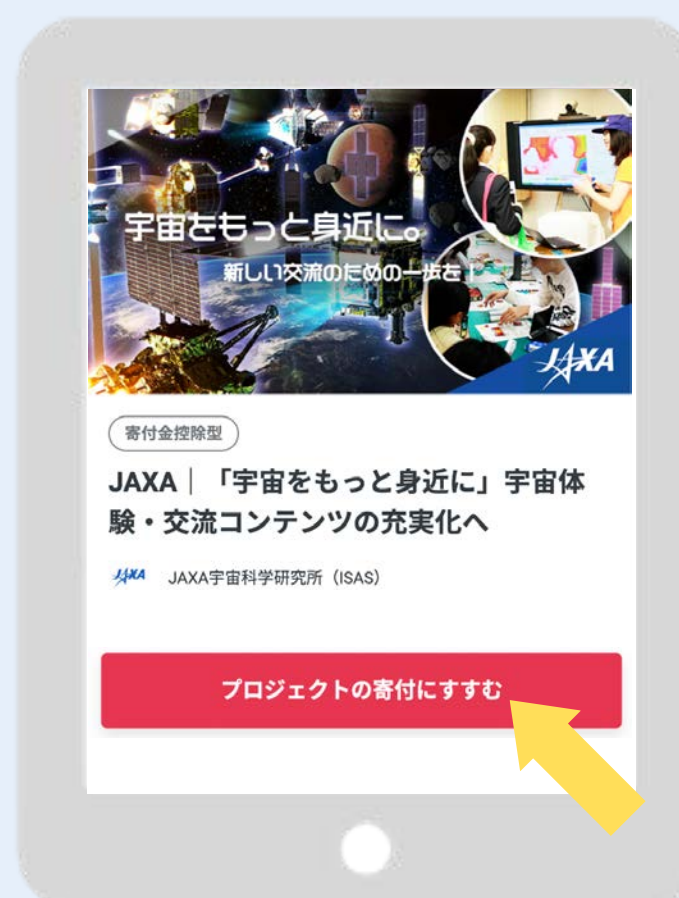 宇宙をもっと身近に。
新しい交流のための一歩を！
JAXA
寄付金控除型
JAXA｜「宇宙をもっと身近に」宇宙体
験・交流コンテンツの充実化へ
JAXA JAXA宇宙科学研究所（ISAS）
プロジェクトの寄付にすすむ